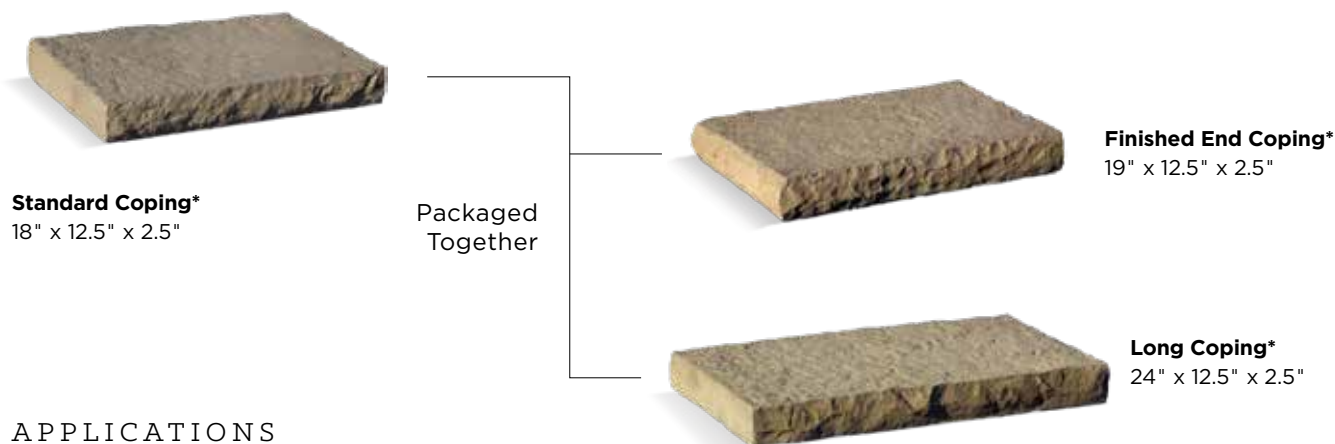 Standard Coping*
18" x 12.5" x 2.5"
Packaged
Together
Finished End Coping*
19" x 12.5" x 2.5"
Long Coping*
24" x 12.5" x 2.5"
APPLICATIONS